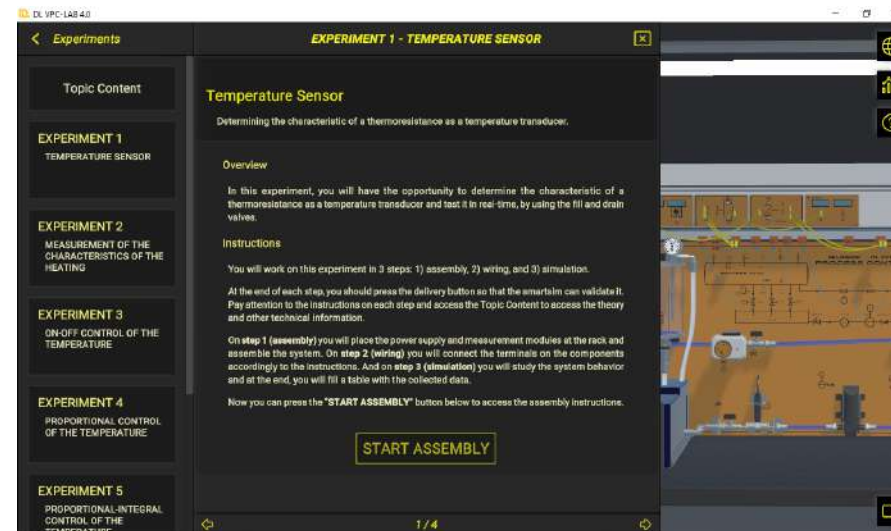 DL VPC-LAB 4.0
Experiments
EXPERIMENT 1 - TEMPERATURE SENSOR
Topic Content
EXPERIMENT 1
TEMPERATURE SENSOR
EXPERIMENT 2
MEASUREMENT OF THE
CHARACTERISTICS OF THE
HEATING
EXPERIMENT 3
ON-OFF CONTROL OF THE
TEMPERATURE
EXPERIMENT 4
PROPORTIONAL CONTROL
OF THE TEMPERATURE
EXPERIMENT 5
PROPORTIONAL-INTEGRAL
CONTROL OF THE
TEMPERATURE
Temperature Sensor
Determining the characteristic of a thermoresistance as a temperature transducer.
Overview
In this experiment, you will have the opportunity to determine the characteristic of a
thermoresistance as a temperature transducer and test it in real-time, by using the fill and drain
valves.
Instructions
You will work on this experiment in 3 steps: 1) assembly, 2) wiring, and 3) simulation.
At the end of each step, you should press the delivery button so that the smartsim can validate it.
Pay attention to the instructions on each step and access the Topic Content to access the theory
and other technical information.
On step 1 (assembly) you will place the power supply and measurement modules at the rack and
assemble the system. On step 2 (wiring) you will connect the terminals on the components
accordingly to the instructions. And on step 3 (simulation) you will study the system behavior
and at the end, you will fill a table with the collected data.
Now you can press the "START ASSEMBLY" button below to access the assembly instructions.
START ASSEMBLY
1/4